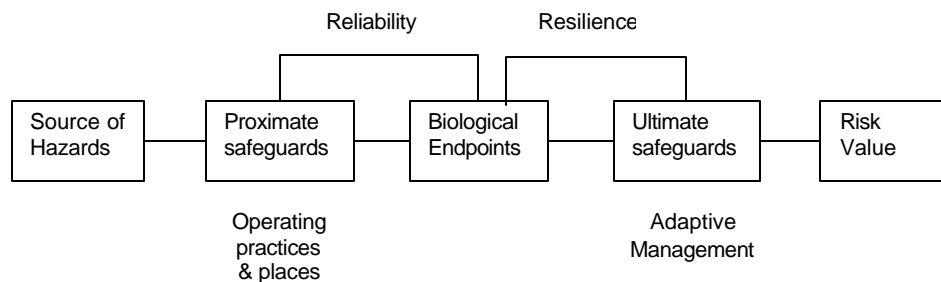 Reliability
Resilience
Source of
Hazards
Proximate
safeguards
Biological
Endpoints
Ultimate
safeguards
Risk
Value
Operating
practices
& places
Adaptive
Management